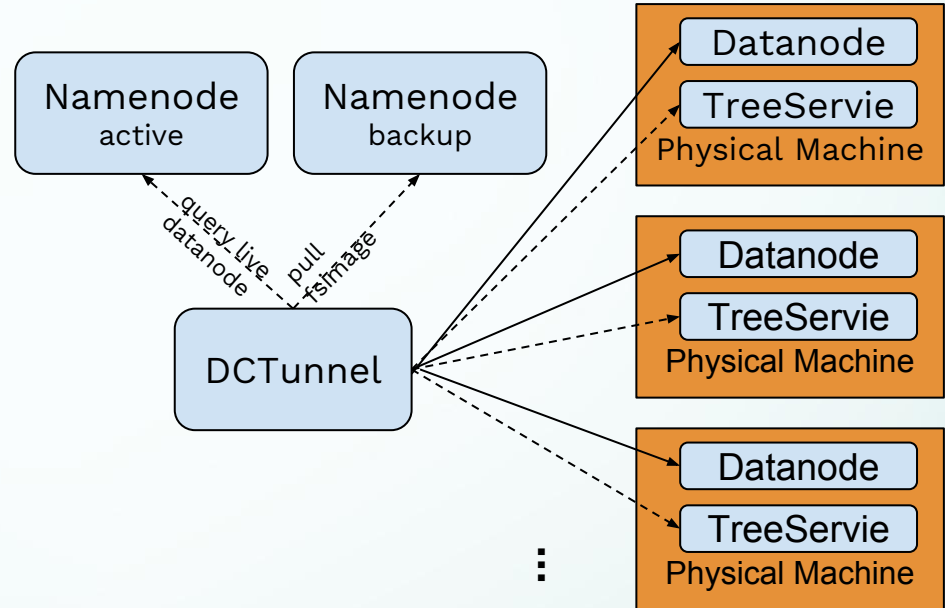 Namenode
active
Namenode
backup
query live
datanode
pull
fsimage
DCTunnel
Datanode
TreeServie
Physical Machine
Datanode
TreeServie
Physical Machine
Datanode
TreeServie
Physical Machine